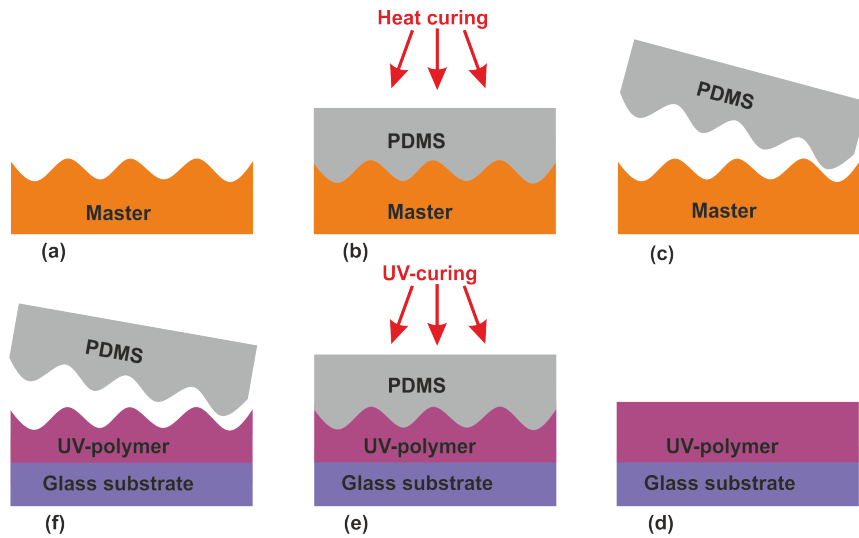 Heat curing
PDMS
PDMS
Master
Master
Master
(a)
(b)
(c)
UV-curing
PDMS
PDMS
UV-polymer
UV-polymer
UV-polymer
Glass substrate
Glass substrate
Glass substrate
(f)
(e)
(d)